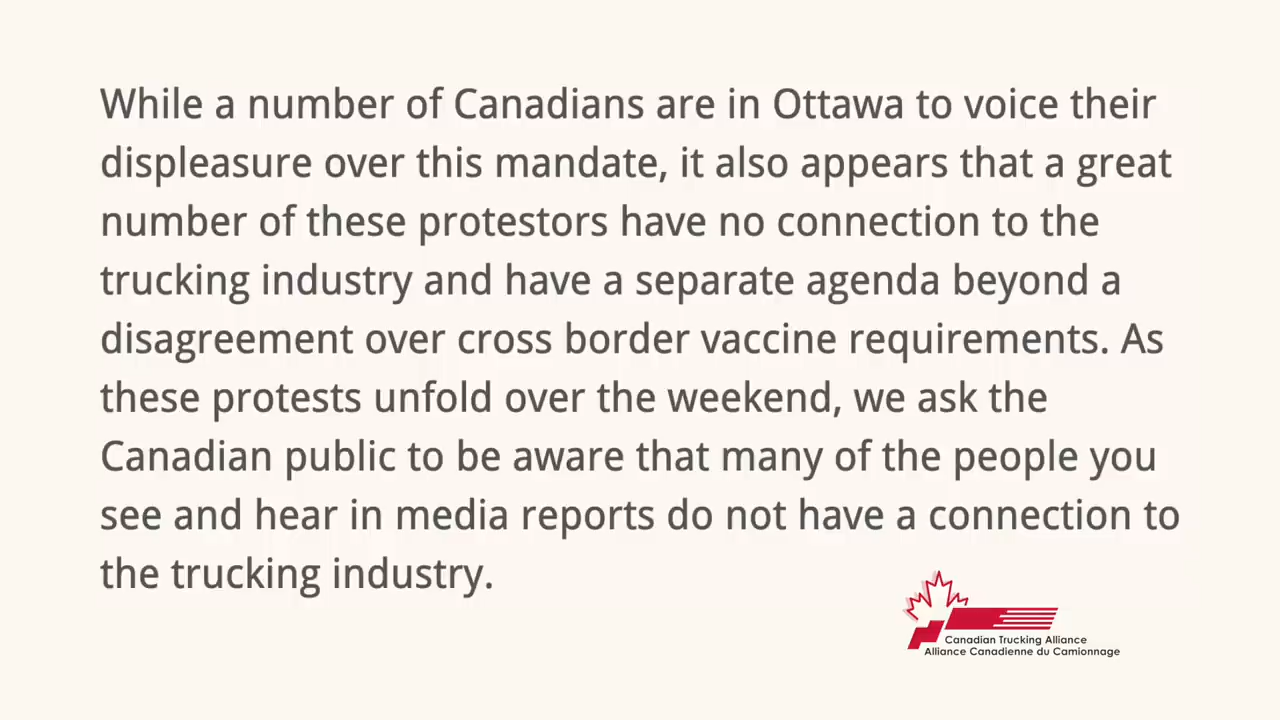 While a number of Canadians are in Ottawa to voice their
displeasure over this mandate, it also appears that a great
number of these protestors have no connection to the
trucking industry and have a separate agenda beyond a
disagreement over cross border vaccine requirements. As
these protests unfold over the weekend, we ask the
Canadian public to be aware that many of the people you
see and hear in media reports do not have a connection to
the trucking industry.
Canadian Trucking Alliance
Alliance Canadienne du Camionnage